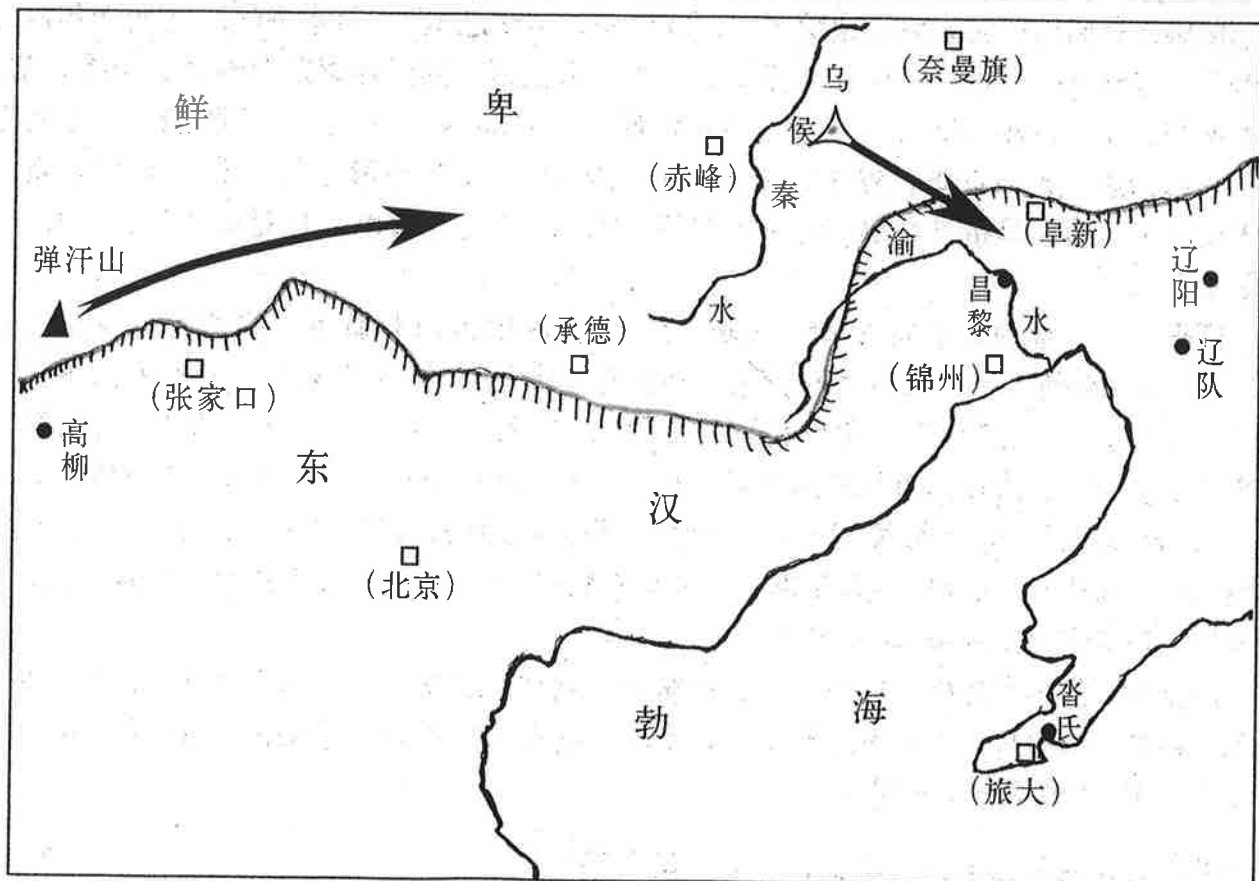 (奈曼旗)
鲜
卑
乌
侯
秦
水
(赤峰)
弹汗山
渝
水
(阜新)
昌黎
辽阳
辽队
(承德)
(张家口)
(锦州)
高柳
东
汉
(北京)
勃
海
沓氏
(旅大)